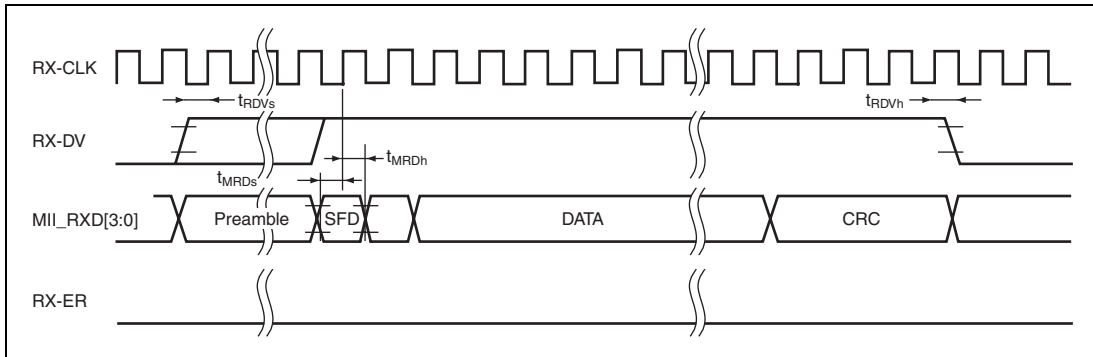 RX-CLK
tRDVs
tRDVh
RX-DV
tMRDh
tMRDs
MII_RXD[3:0]
Preamble
SFD
DATA
CRC
RX-ER